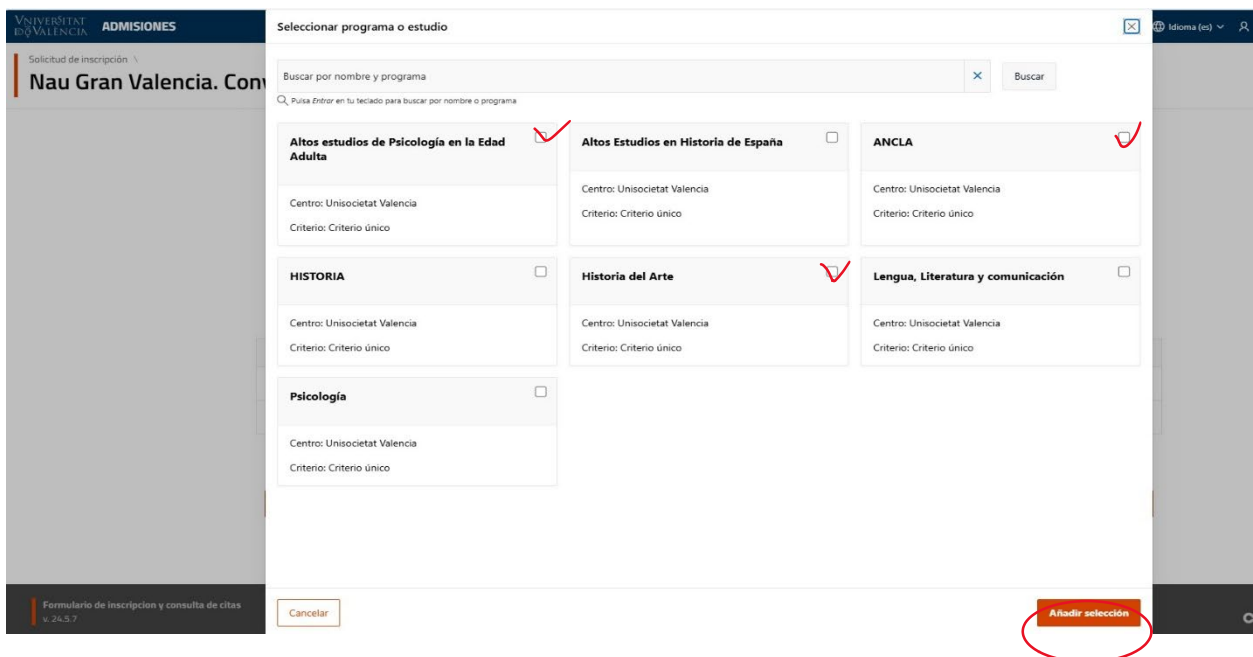 VNIVERSITAT
ID VALÈNCIA
ADMISIONES
Seleccionar programa o estudio
Idioma (es)
Solicitud de inscripción \
Nau Gran Valencia. Conv
Buscar por nombre y programa
Buscar
Pulsa Entrar en tu teclado para buscar por nombre o programa
Altos estudios de Psicología en la Edad
Adulta
Centro: Unisocietat Valencia
Criterio: Criterio único
Altos Estudios en Historia de España
Centro: Unisocietat Valencia
Criterio: Criterio único
ANCLA
Centro: Unisocietat Valencia
Criterio: Criterio único
HISTORIA
Centro: Unisocietat Valencia
Criterio: Criterio único
Historia del Arte
Centro: Unisocietat Valencia
Criterio: Criterio único
Lengua, Literatura y comunicación
Centro: Unisocietat Valencia
Criterio: Criterio único
Psicología
Centro: Unisocietat Valencia
Criterio: Criterio único
Formulario de inscripcion y consulta de citas
v. 24.5.7
Cancelar
Añadir selección